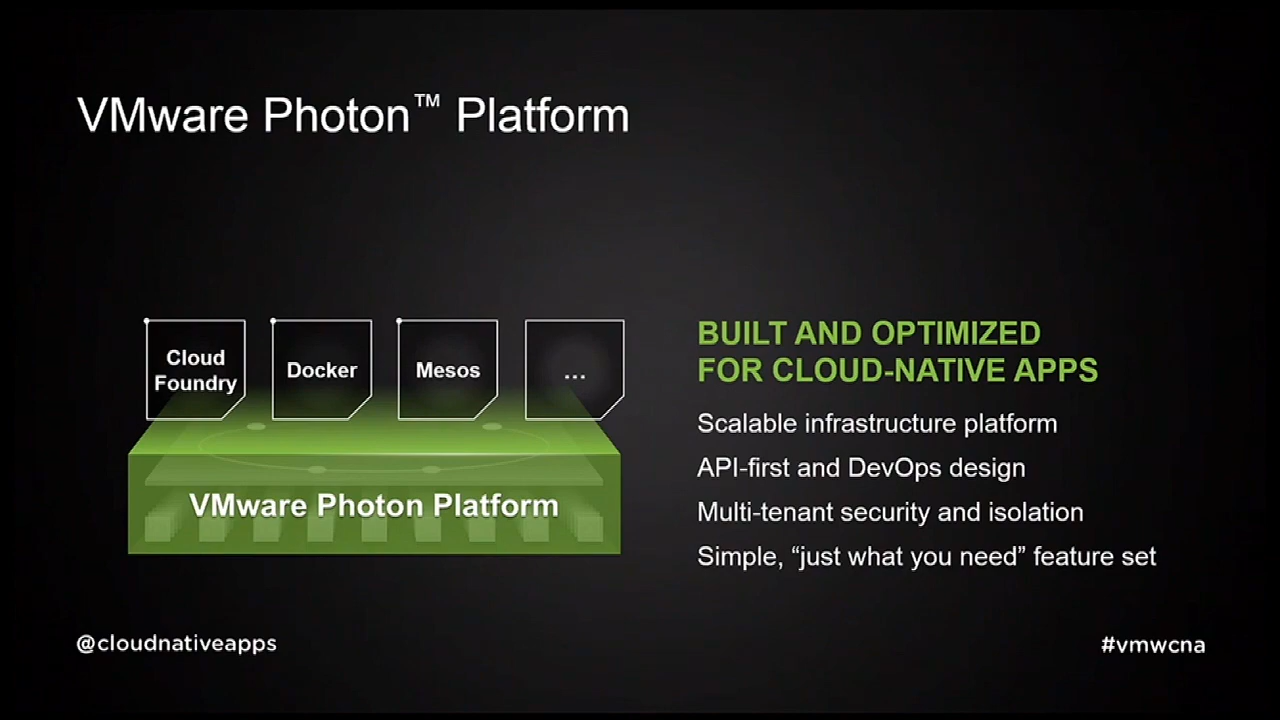 VMware Photon™ Platform
Cloud
Foundry
Docker
Mesos
...
VMware Photon Platform
BUILT AND OPTIMIZED
FOR CLOUD-NATIVE APPS
Scalable infrastructure platform
API-first and DevOps design
Multi-tenant security and isolation
Simple, “just what you need” feature set
@cloudnativeapps
#vmwcna